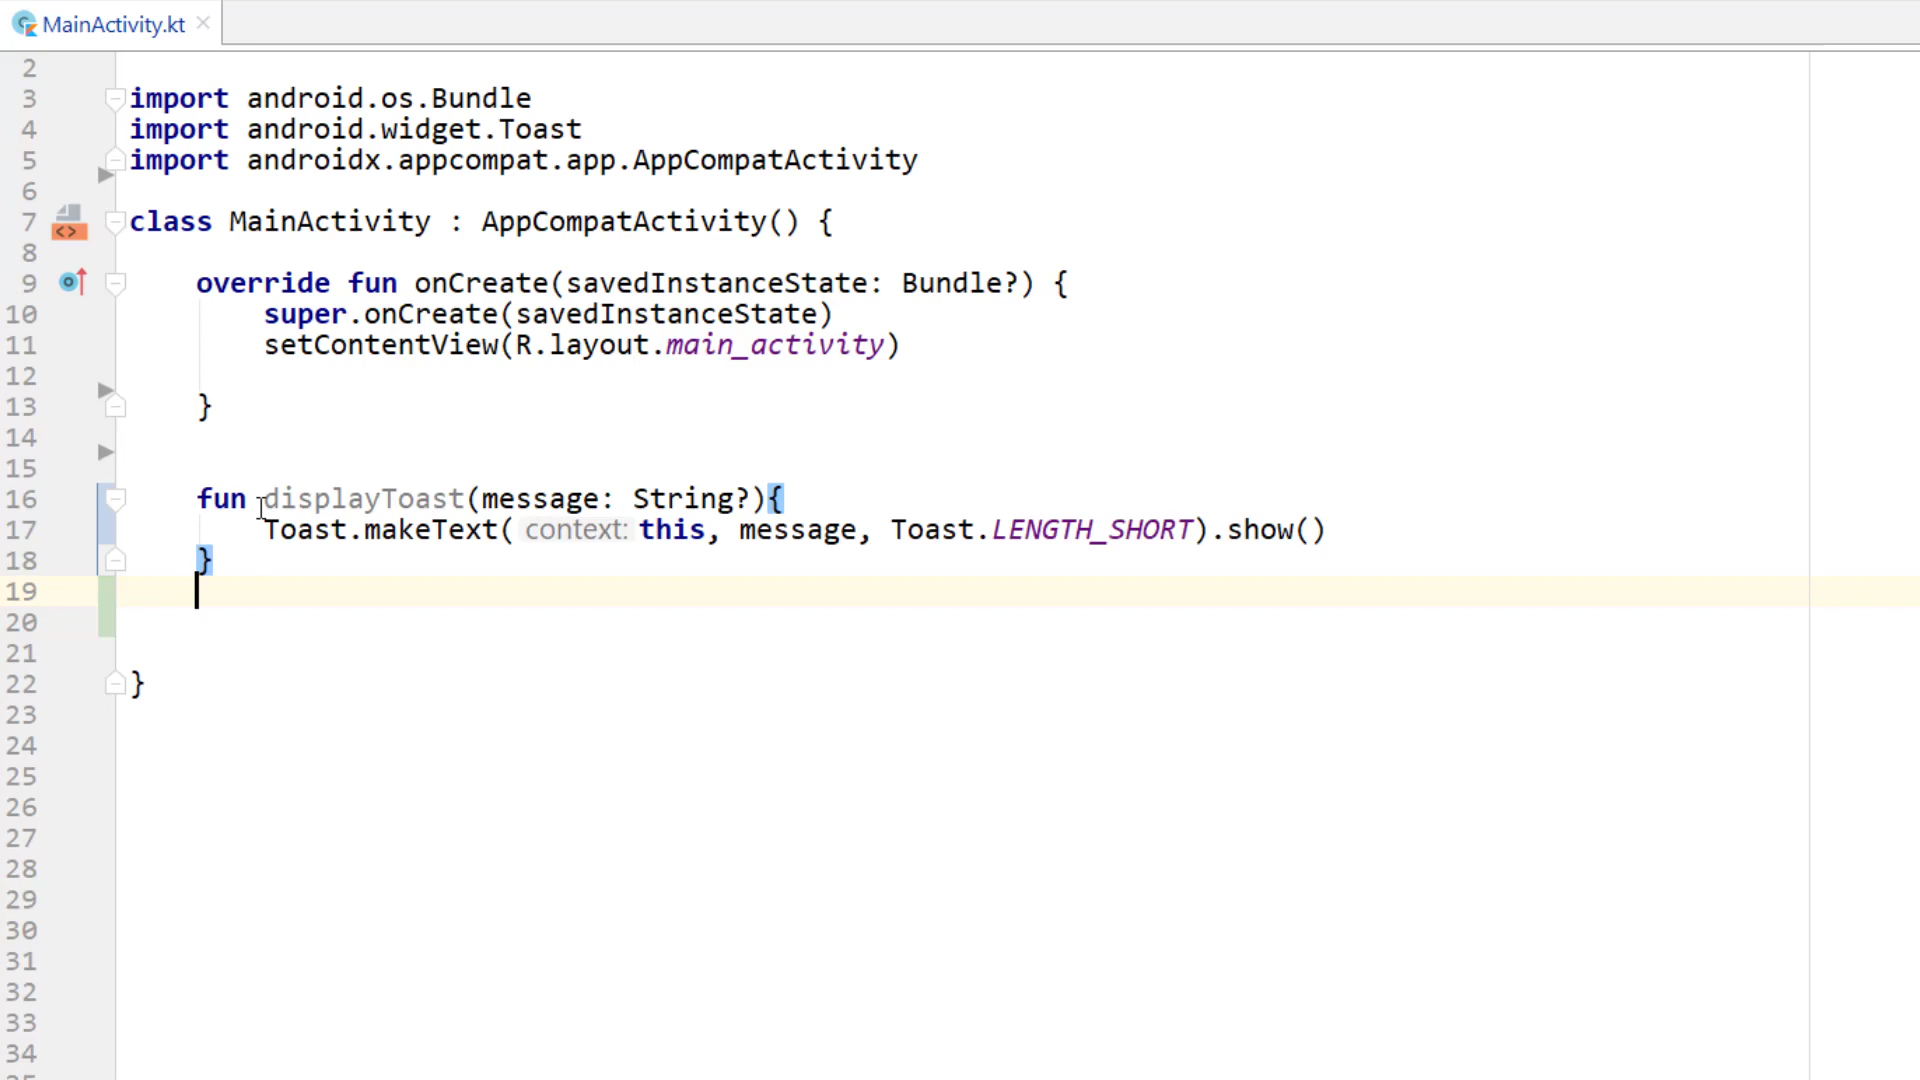 MainActivity.kt
2
3 import android.os.Bundle
4 import android.widget.Toast
5 import androidx.appcompat.app.AppCompatActivity
6
7 class MainActivity : AppCompatActivity() {
8
9 override fun onCreate(savedInstanceState: Bundle?) {
10 super.onCreate(savedInstanceState)
11 setContentView(R.layout.main_activity)
12
13 }
14
15
16 fun displayToast(message: String?){
17 Toast.makeText( context: this, message, Toast.LENGTH_SHORT).show()
18 }
19
20
21
22 }
23
24
25
26
27
28
29
30
31
32
33
34